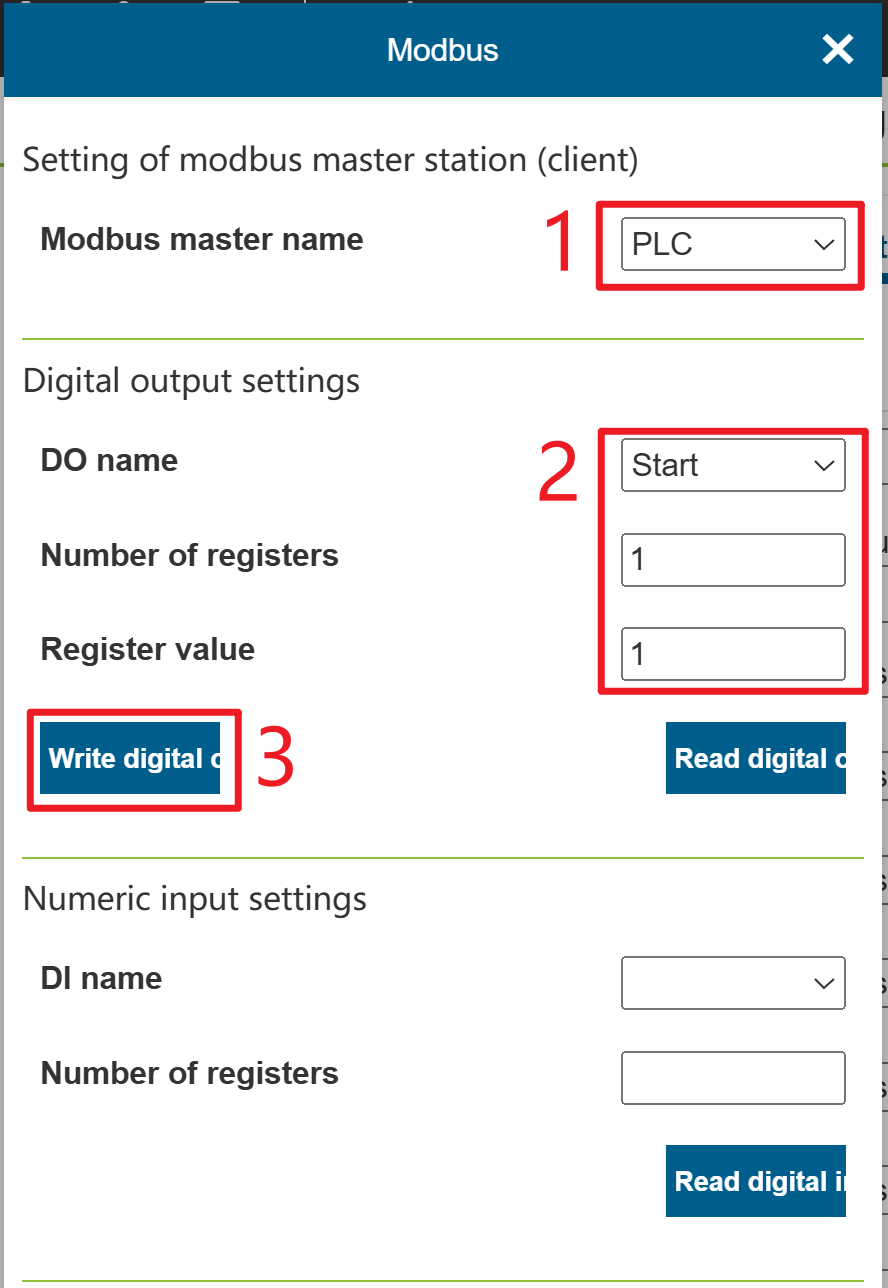 Modbus
Setting of modbus master station (client)
Modbus master name
1
PLC
Digital output settings
DO name
2
Start
Number of registers
1
Register value
1
Write digital
3
Read digital
Numeric input settings
DI name
Number of registers
Read digital